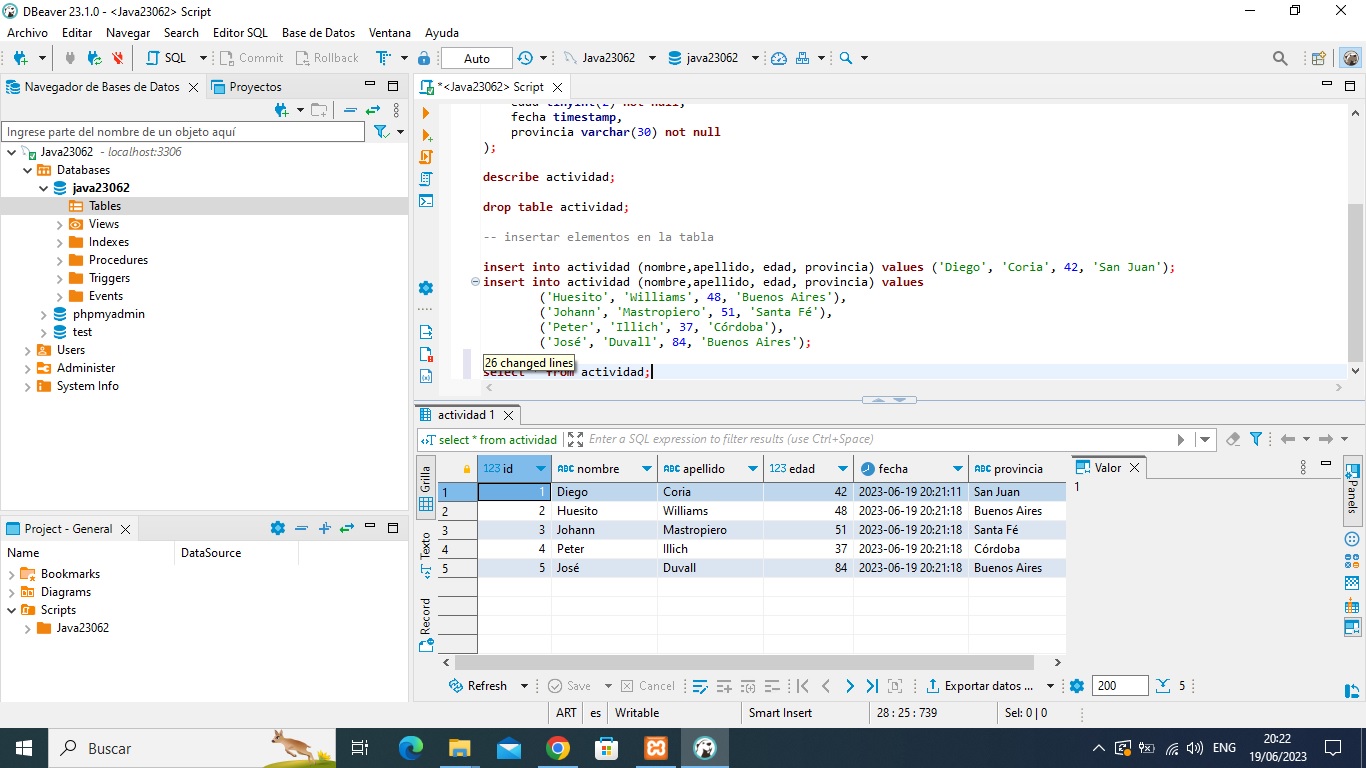 DBeaver 23.1.0 - <Java23062> Script
Archivo Editar Navegar Search Editor SQL Base de Datos Ventana Ayuda
SQL Commit Rollback Auto Java23062 java23062
Navegador de Bases de Datos Proyectos
Ingrese parte del nombre de un objeto aquí
Java23062 - localhost:3306
Databases
java23062
Tables
Views
Indexes
Procedures
Triggers
Events
phpmyadmin
test
Users
Administer
System Info
Project - General
Name DataSource
Bookmarks
Diagrams
Scripts
Java23062
*<Java23062> Script
edad tinyint(2) not null,
fecha timestamp,
provincia varchar(30) not null
);
describe actividad;
drop table actividad;
-- insertar elementos en la tabla
insert into actividad (nombre,apellido, edad, provincia) values ('Diego', 'Coria', 42, 'San Juan');
insert into actividad (nombre,apellido, edad, provincia) values
('Huesito', 'Williams', 48, 'Buenos Aires'),
('Johann', 'Mastropiero', 51, 'Santa Fé'),
('Peter', 'Illich', 37, 'Córdoba'),
('José', 'Duvall', 84, 'Buenos Aires');
26 changed lines
select * from actividad;
actividad 1
select * from actividad Enter a SQL expression to filter results (use Ctrl+Space)
Grilla
Texto
Record
123 id ABC nombre ABC apellido 123 edad fecha ABC provincia
1 1 Diego Coria 42 2023-06-19 20:21:11 San Juan
2 2 Huesito Williams 48 2023-06-19 20:21:18 Buenos Aires
3 3 Johann Mastropiero 51 2023-06-19 20:21:18 Santa Fé
4 4 Peter Illich 37 2023-06-19 20:21:18 Córdoba
5 5 José Duvall 84 2023-06-19 20:21:18 Buenos Aires
Valor
1
Panels
Refresh Save Cancel Exportar datos ... 200 5
ART es Writable Smart Insert 28 : 25 : 739 Sel: 0 | 0
Buscar
ENG
20:22
19/06/2023